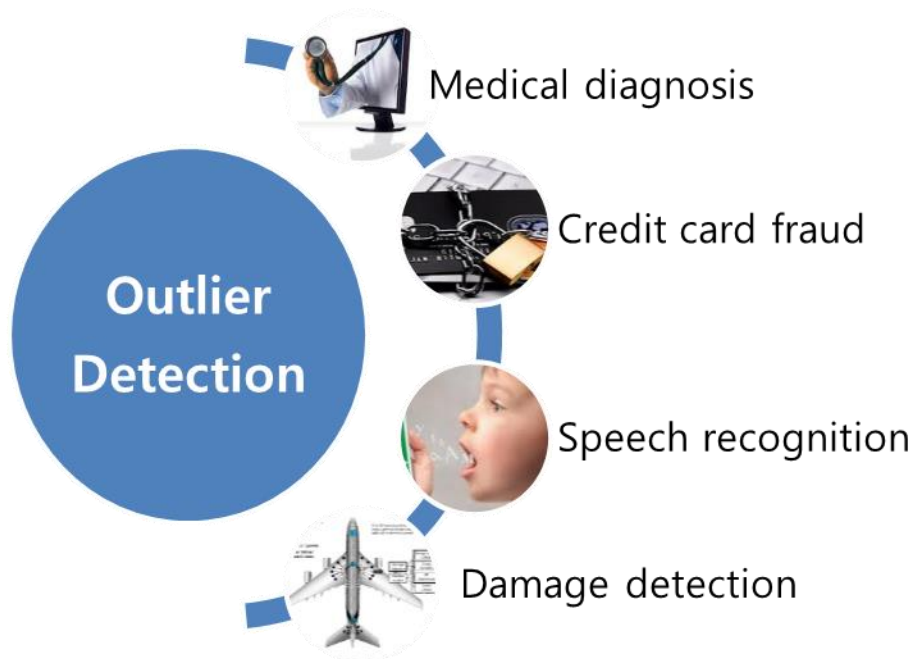 Medical diagnosis
Credit card fraud
Outlier
Detection
Speech recognition
Damage detection